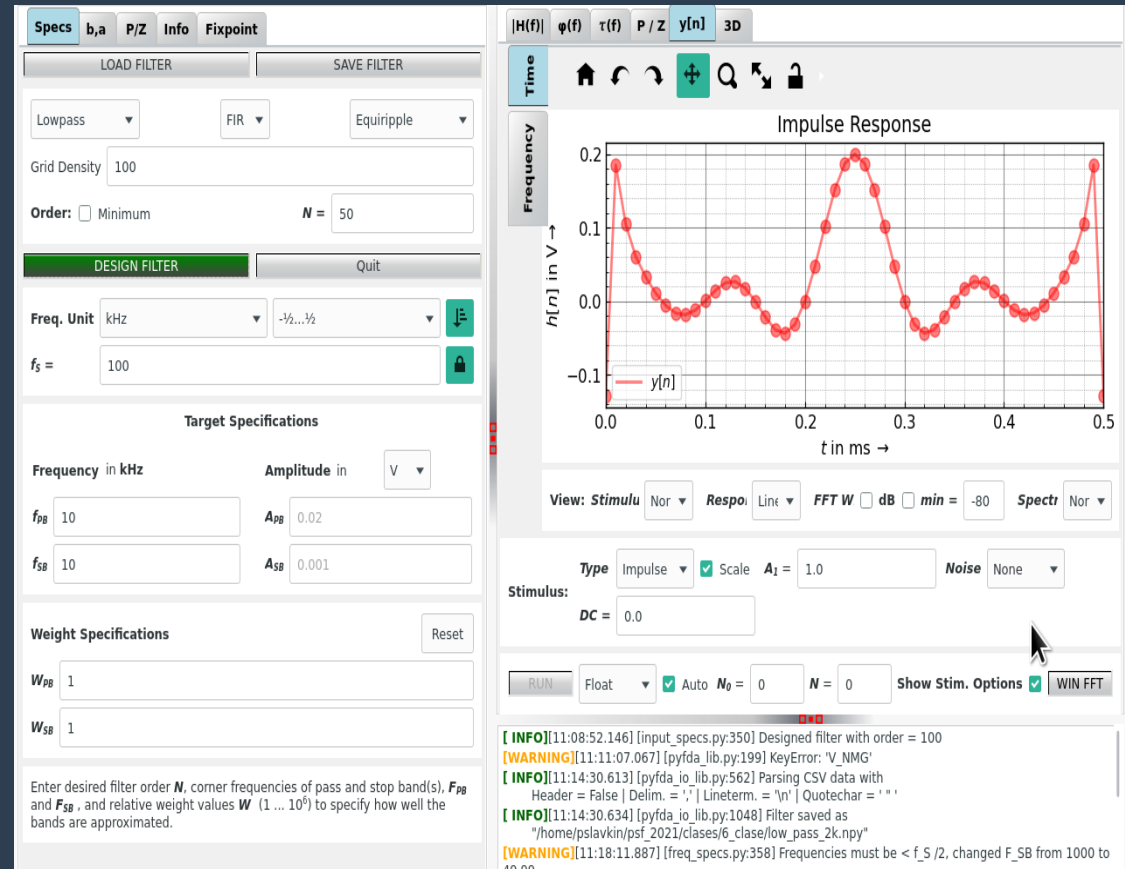 Specs b,a P/Z Info Fixpoint
LOAD FILTER SAVE FILTER
Lowpass FIR Equiripple
Grid Density 100
Order: Minimum N = 50
DESIGN FILTER Quit
Freq. Unit kHz -½...½
fS = 100
Target Specifications
Frequency in kHz Amplitude in V
fPB 10 APB 0.02
fSB 10 ASB 0.001
Weight Specifications Reset
WPB 1
WSB 1
Enter desired filter order N, corner frequencies of pass and stop band(s), FPB
and FSB , and relative weight values W (1 ... 10⁶) to specify how well the
bands are approximated.
|H(f)| φ(f) τ(f) P / Z y[n] 3D
Time
Frequency
Impulse Response
h[n] in V →
0.2
0.1
0.0
−0.1
y[n]
0.0 0.1 0.2 0.3 0.4 0.5
t in ms →
View: Stimulu Nor Respo Line FFT W dB min = -80 Spectr Nor
Stimulus:
Type Impulse Scale A1 = 1.0 Noise None
DC = 0.0
RUN Float Auto N0 = 0 N = 0 Show Stim. Options WIN FFT
[ INFO][11:08:52.146] [input_specs.py:350] Designed filter with order = 100
[WARNING][11:11:07.067] [pyfda_lib.py:199] KeyError: 'V_NMG'
[ INFO][11:14:30.613] [pyfda_io_lib.py:562] Parsing CSV data with
Header = False | Delim. = ',' | Lineterm. = '\n' | Quotechar = ' " '
[ INFO][11:14:30.634] [pyfda_io_lib.py:1048] Filter saved as
"/home/pslavkin/psf_2021/clases/6_clase/low_pass_2k.npy"
[WARNING][11:18:11.887] [freq_specs.py:358] Frequencies must be < f_S /2, changed F_SB from 1000 to